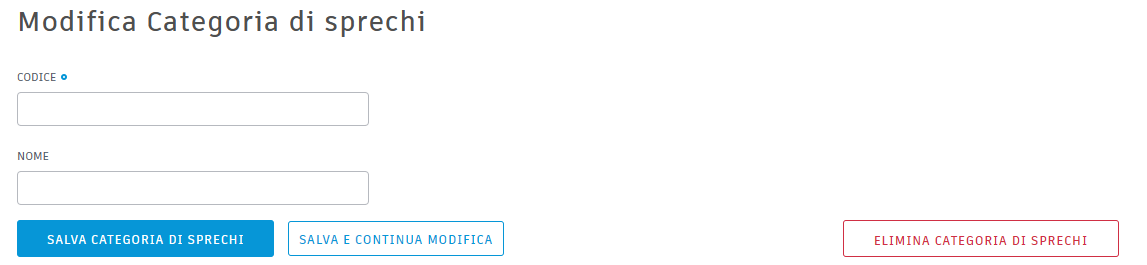 Modifica Categoria di sprechi
CODICE
NOME
SALVA CATEGORIA DI SPRECHI
SALVA E CONTINUA MODIFICA
ELIMINA CATEGORIA DI SPRECHI